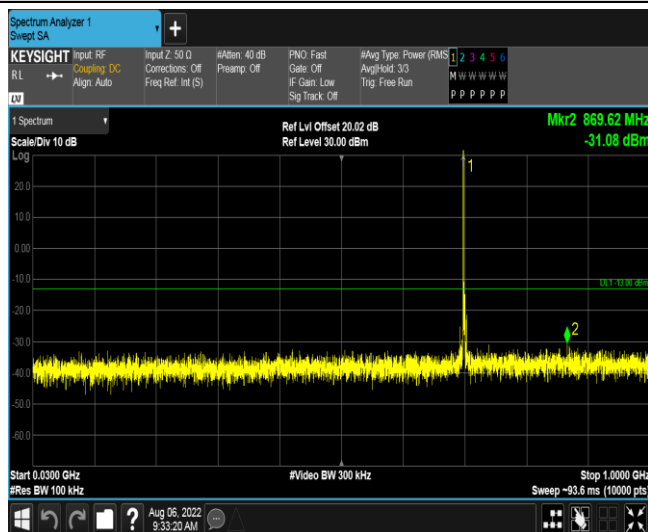 Spectrum Analyzer 1
Swept SA
+
KEYSIGHT
RL
LXI
Input: RF
Coupling: DC
Align: Auto
Input Z: 50 Ω
Corrections: Off
Freq Ref: Int (S)
#Atten: 40 dB
Preamp: Off
PNO: Fast
Gate: Off
IF Gain: Low
Sig Track: Off
#Avg Type: Power (RMS
Avg|Hold: 3/3
Trig: Free Run
1 2 3 4 5 6
M W W W W W
P P P P P P
1 Spectrum
Scale/Div 10 dB
Log
Ref Lvl Offset 20.02 dB
Ref Level 30.00 dBm
Mkr2 869.62 MHz
-31.08 dBm
1
20.0
10.0
0.00
-10.0
DL1 -13.00 dBm
-20.0
2
-30.0
-40.0
-50.0
-60.0
Start 0.0300 GHz
#Res BW 100 kHz
#Video BW 300 kHz
Stop 1.0000 GHz
Sweep ~93.6 ms (10000 pts)
?
Aug 06, 2022
9:33:20 AM